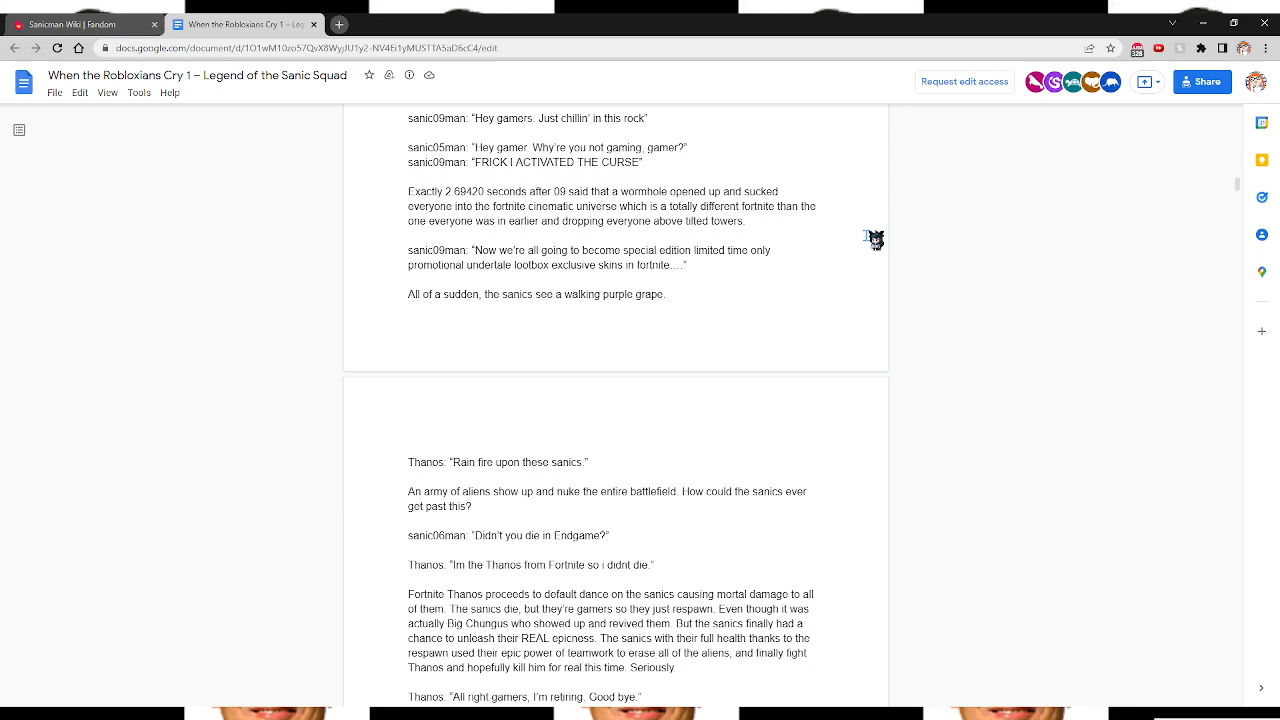 Sanicman Wiki | Fandom
When the Robloxians Cry 1 – Leg
docs.google.com/document/d/1O1wM10zo57QvX8WyjJU1y2-NV4Ei1yMUSTTA5aD6cC4/edit
When the Robloxians Cry 1 – Legend of the Sanic Squad
Request edit access
Share
File Edit View Tools Help
sanic09man: “Hey gamers. Just chillin’ in this rock”
sanic05man: “Hey gamer. Why’re you not gaming, gamer?”
sanic09man: “FRICK I ACTIVATED THE CURSE”
Exactly 2.69420 seconds after 09 said that a wormhole opened up and sucked
everyone into the fortnite cinematic universe which is a totally different fortnite than the
one everyone was in earlier and dropping everyone above tilted towers.
sanic09man: “Now we’re all going to become special edition limited time only
promotional undertale lootbox exclusive skins in fortnite….”
All of a sudden, the sanics see a walking purple grape.
Thanos: “Rain fire upon these sanics.”
An army of aliens show up and nuke the entire battlefield. How could the sanics ever
get past this?
sanic06man: “Didn’t you die in Endgame?”
Thanos: “Im the Thanos from Fortnite so i didnt die.”
Fortnite Thanos proceeds to default dance on the sanics causing mortal damage to all
of them. The sanics die, but they’re gamers so they just respawn. Even though it was
actually Big Chungus who showed up and revived them. But the sanics finally had a
chance to unleash their REAL epicness. The sanics with their full health thanks to the
respawn used their epic power of teamwork to erase all of the aliens, and finally fight
Thanos and hopefully kill him for real this time. Seriously.
Thanos: “All right gamers, I’m retiring. Good bye.”